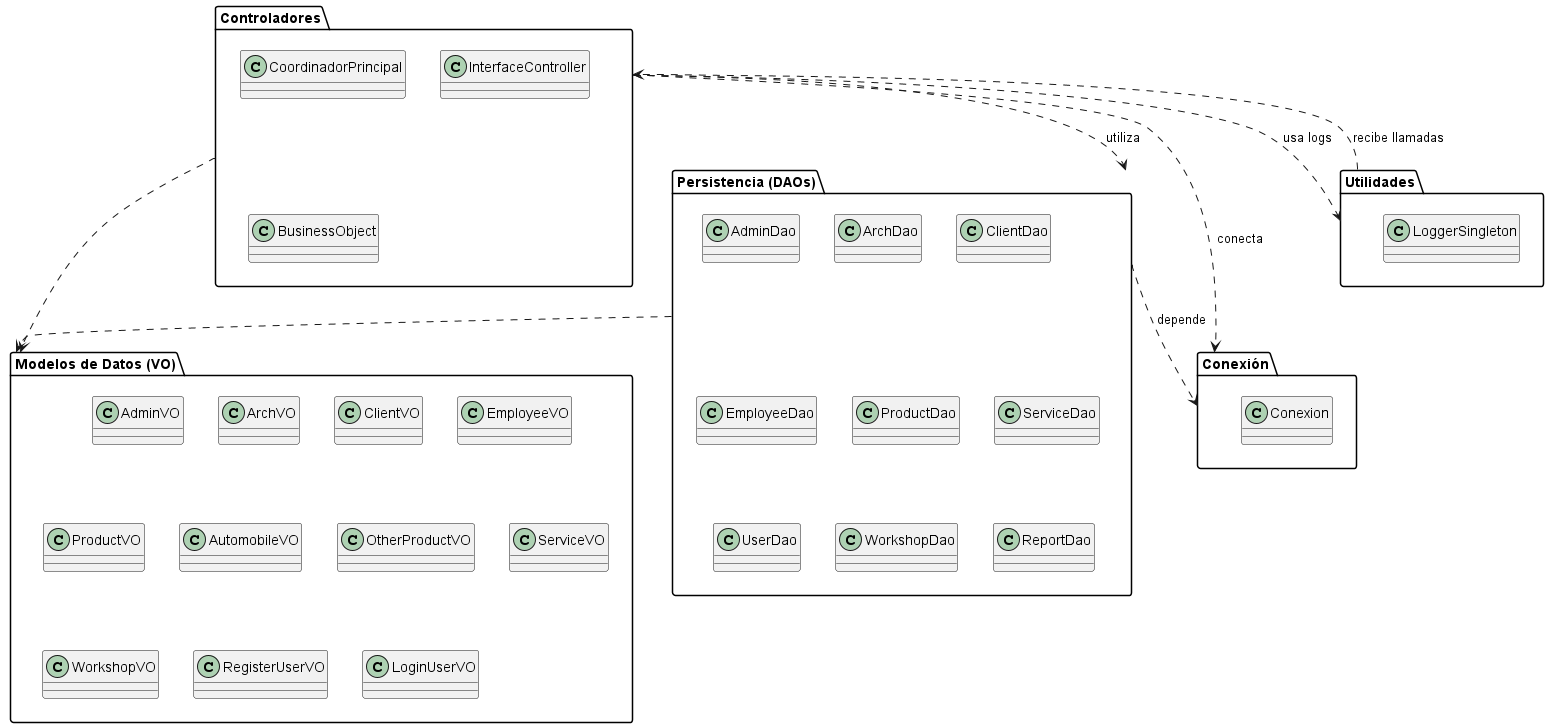 Controladores
C CoordinadorPrincipal
C InterfaceController
C BusinessObject
utiliza
usa logs
recibe llamadas
conecta
depende
Utilidades
C LoggerSingleton
Persistencia (DAOs)
C AdminDao
C ArchDao
C ClientDao
C EmployeeDao
C ProductDao
C ServiceDao
C UserDao
C WorkshopDao
C ReportDao
Conexión
C Conexion
Modelos de Datos (VO)
C AdminVO
C ArchVO
C ClientVO
C EmployeeVO
C ProductVO
C AutomobileVO
C OtherProductVO
C ServiceVO
C WorkshopVO
C RegisterUserVO
C LoginUserVO